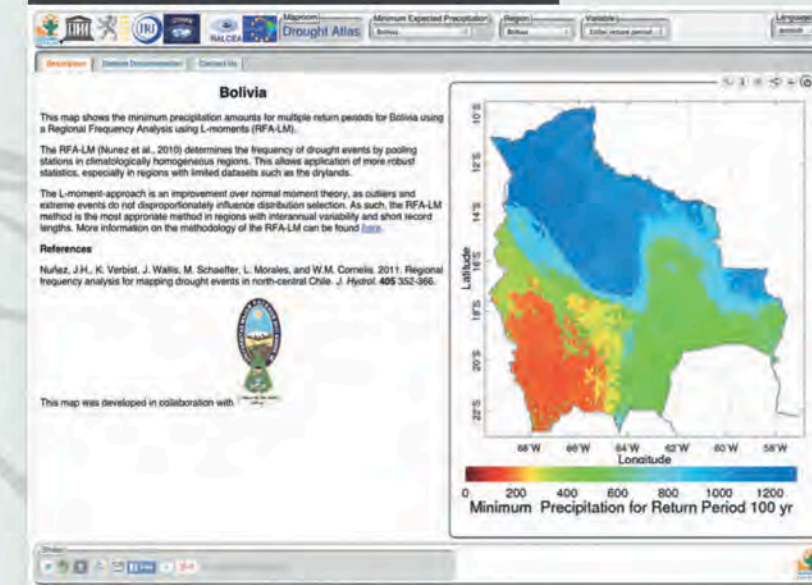 Maproom
Drought Atlas
Minimum Expected Precipitation
Bolivia
Region
Bolivia
Variable
Language
RALCEA
IRI
Description
Dataset Documentation
Contact Us
Bolivia
This map shows the minimum precipitation amounts for multiple return periods for Bolivia using
a Regional Frequency Analysis using L-moments (RFA-LM).
The RFA-LM (Nunez et al., 2010) determines the frequency of drought events by pooling
stations in climatologically homogeneous regions. This allows application of more robust
statistics, especially in regions with limited datasets such as the drylands.
The L-moment-approach is an improvement over normal moment theory, as outliers and
extreme events do not disproportionately influence distribution selection. As such, the RFA-LM
method is the most approriate method in regions with interannual variability and short record
lengths. More information on the methodology of the RFA-LM can be found here.
References
Nuñez, J.H., K. Verbist, J. Wallis, M. Schaeffer, L. Morales, and W.M. Cornelis. 2011. Regional
frequency analysis for mapping drought events in north-central Chile. J. Hydrol. 405 352-366.
This map was developed in collaboration with
Latitude
10°S
12°S
14°S
16°S
18°S
20°S
22°S
68°W 66°W 64°W 62°W 60°W 58°W
Longitude
0 200 400 600 800 1000 1200
Minimum Precipitation for Return Period 100 yr
Share